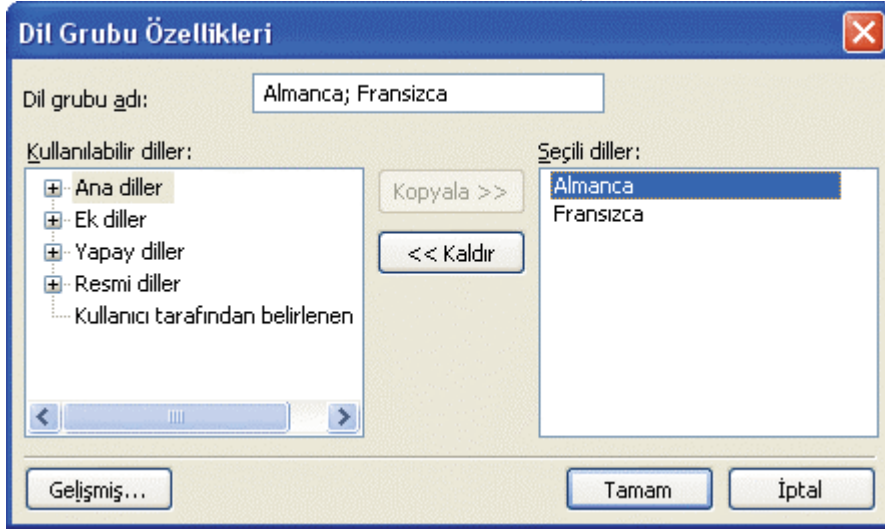 Dil Grubu Özellikleri
Dil grubu adı: Almanca; Fransizca
Kullanılabilir diller:
Ana diller
Ek diller
Yapay diller
Resmi diller
Kullanıcı tarafından belirlenen
Kopyala >>
<< Kaldır
Seçili diller:
Almanca
Fransızca
Gelişmiş...
Tamam
İptal